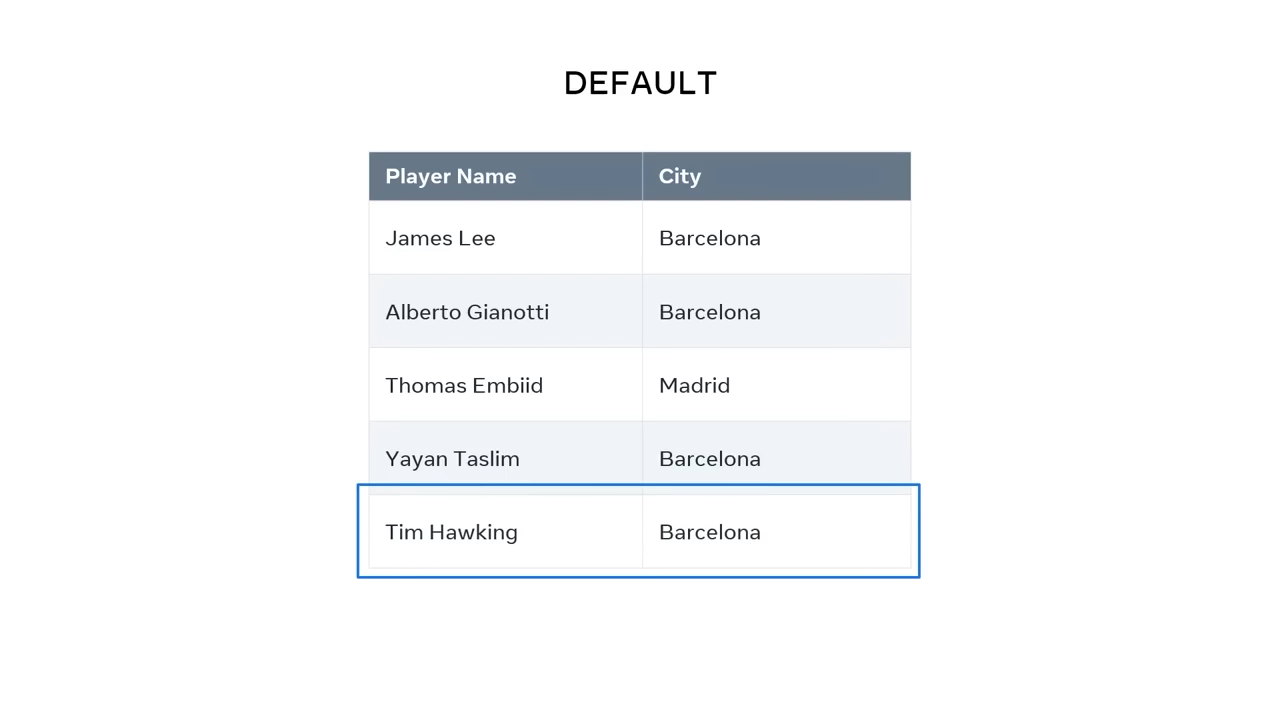 DEFAULT
Player Name City
James Lee Barcelona
Alberto Gianotti Barcelona
Thomas Embiid Madrid
Yayan Taslim Barcelona
Tim Hawking Barcelona